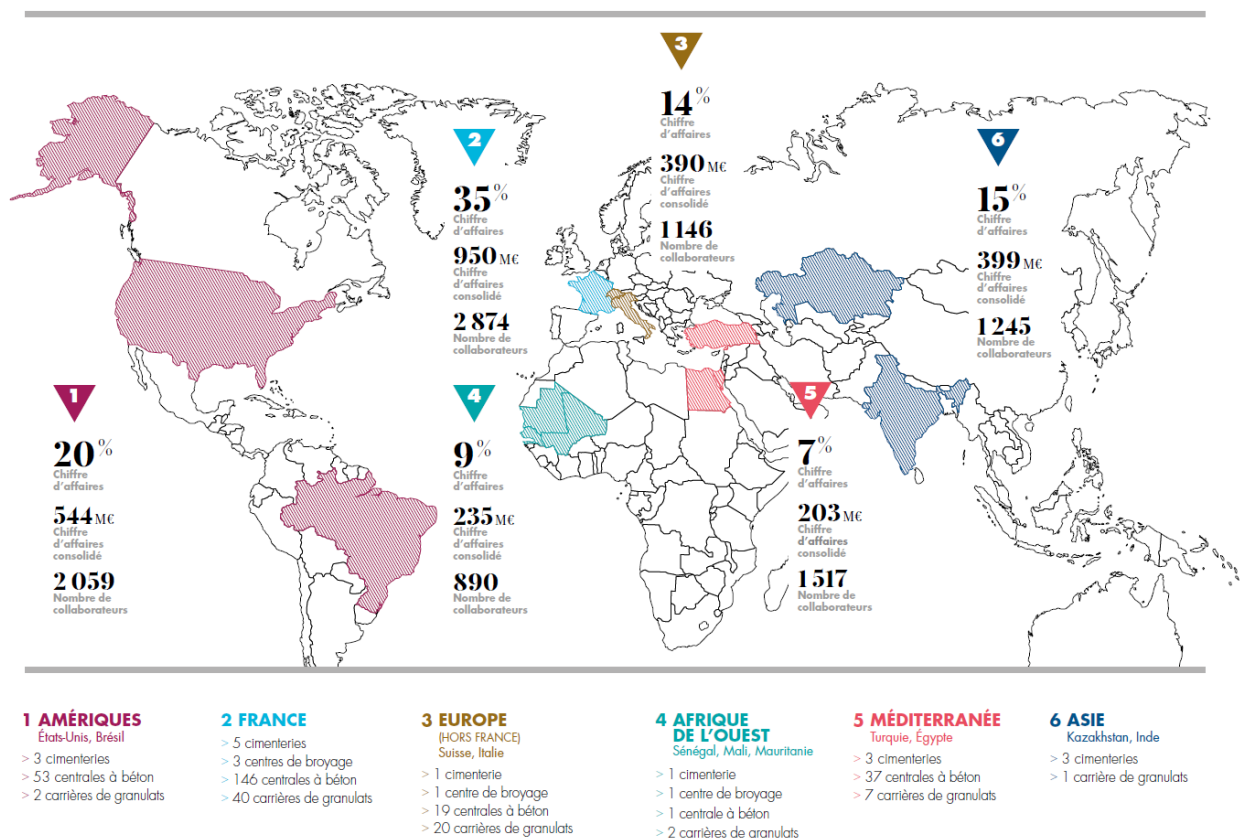 3
14%
Chiffre
d’affaires
390 M€
Chiffre
d’affaires
consolidé
1 146
Nombre de
collaborateurs
2
35%
Chiffre
d’affaires
950 M€
Chiffre
d’affaires
consolidé
2 874
Nombre de
collaborateurs
6
15%
Chiffre
d’affaires
399 M€
Chiffre
d’affaires
consolidé
1 245
Nombre de
collaborateurs
1
20%
Chiffre
d’affaires
544 M€
Chiffre
d’affaires
consolidé
2 059
Nombre de
collaborateurs
4
9%
Chiffre
d’affaires
235 M€
Chiffre
d’affaires
consolidé
890
Nombre de
collaborateurs
5
7%
Chiffre
d’affaires
203 M€
Chiffre
d’affaires
consolidé
1 517
Nombre de
collaborateurs
1 AMÉRIQUES
États-Unis, Brésil
> 3 cimenteries
> 53 centrales à béton
> 2 carrières de granulats
2 FRANCE
> 5 cimenteries
> 3 centres de broyage
> 146 centrales à béton
> 40 carrières de granulats
3 EUROPE
(HORS FRANCE)
Suisse, Italie
> 1 cimenterie
> 1 centre de broyage
> 19 centrales à béton
> 20 carrières de granulats
4 AFRIQUE
DE L’OUEST
Sénégal, Mali, Mauritanie
> 1 cimenterie
> 1 centre de broyage
> 1 centrale à béton
> 2 carrières de granulats
5 MÉDITERRANÉE
Turquie, Égypte
> 3 cimenteries
> 37 centrales à béton
> 7 carrières de granulats
6 ASIE
Kazakhstan, Inde
> 3 cimenteries
> 1 carrière de granulats